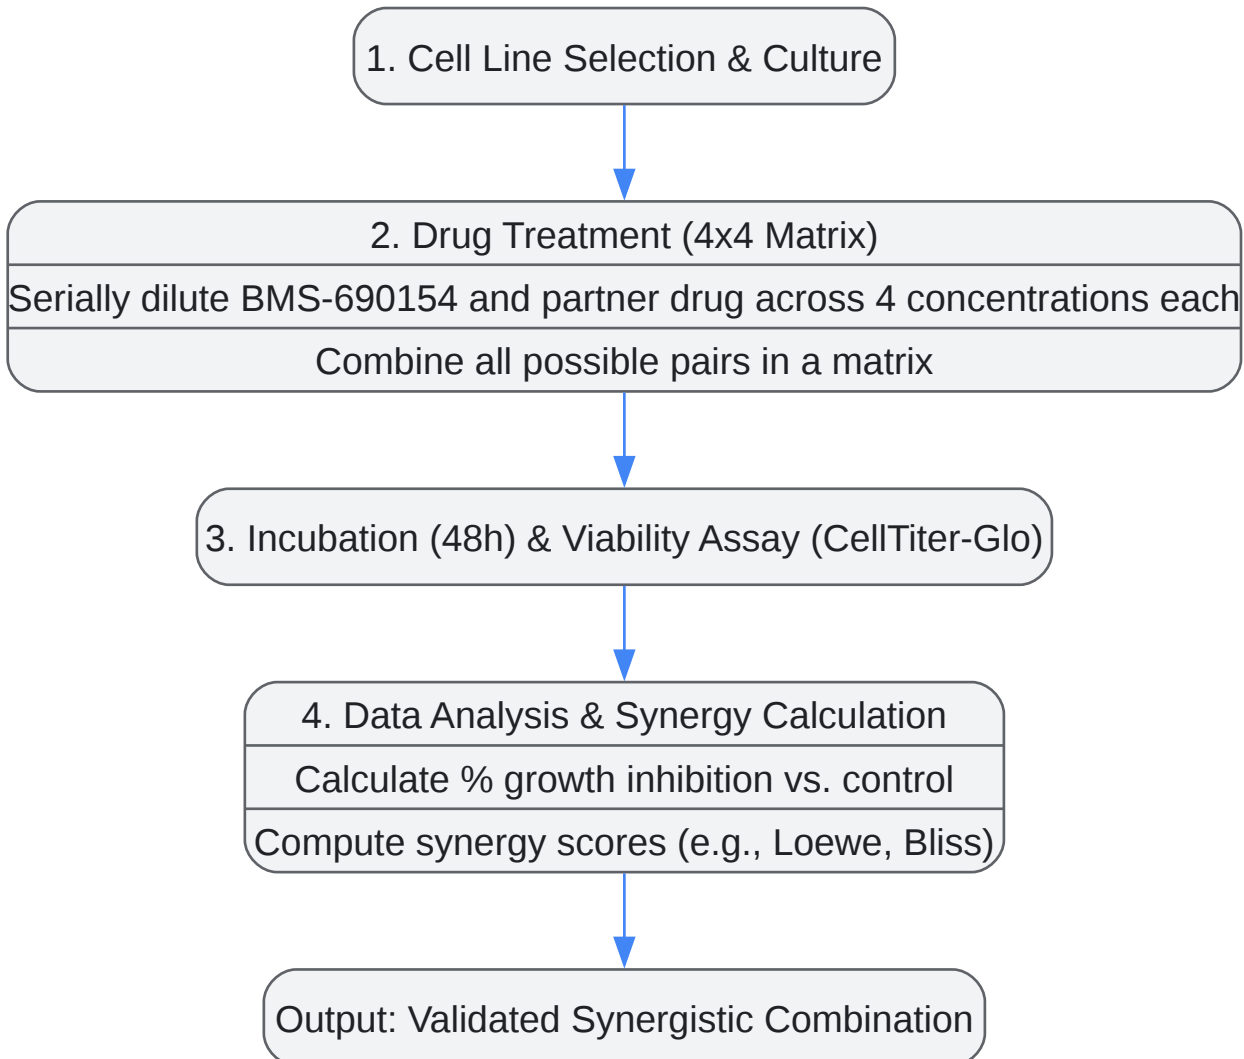 1. Cell Line Selection & Culture
2. Drug Treatment (4x4 Matrix)
Serially dilute BMS-690154 and partner drug across 4 concentrations each
Combine all possible pairs in a matrix
3. Incubation (48h) & Viability Assay (CellTiter-Glo)
4. Data Analysis & Synergy Calculation
Calculate % growth inhibition vs. control
Compute synergy scores (e.g., Loewe, Bliss)
Output: Validated Synergistic Combination